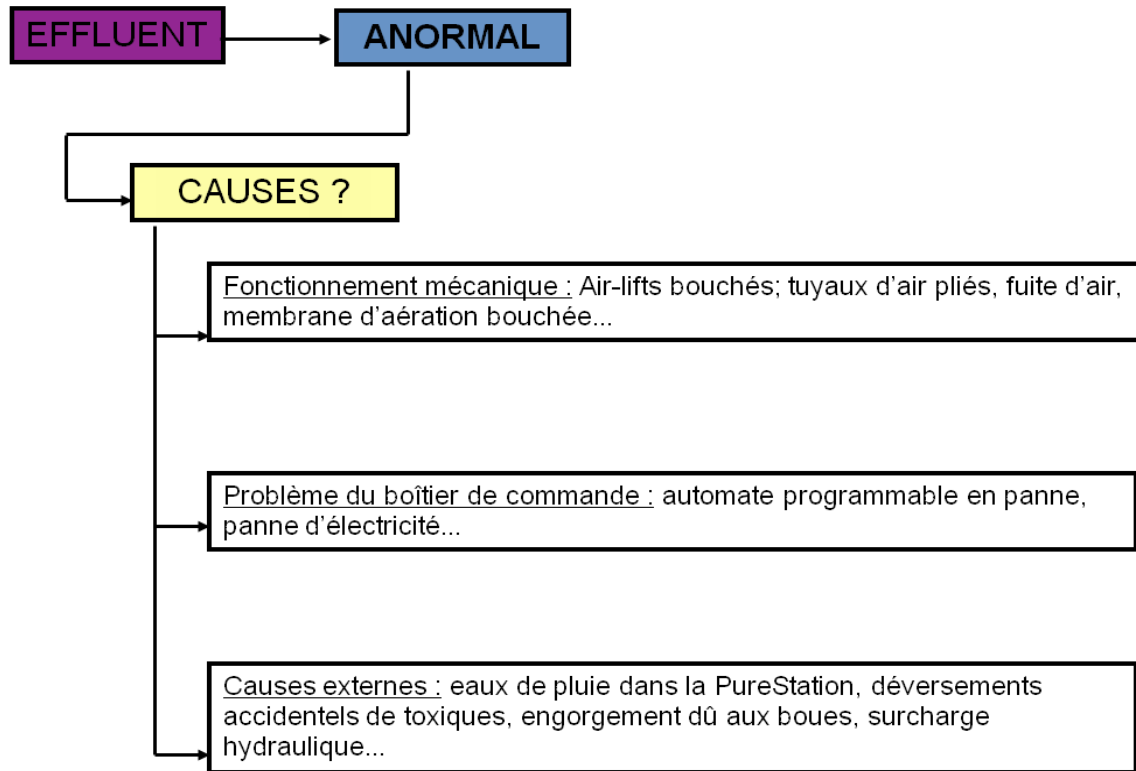 EFFLUENT
ANORMAL
CAUSES ?
Fonctionnement mécanique : Air-lifts bouchés; tuyaux d'air pliés, fuite d'air,
membrane d'aération bouchée...
Problème du boîtier de commande : automate programmable en panne,
panne d'électricité...
Causes externes : eaux de pluie dans la PureStation, déversements
accidentels de toxiques, engorgement dû aux boues, surcharge
hydraulique...